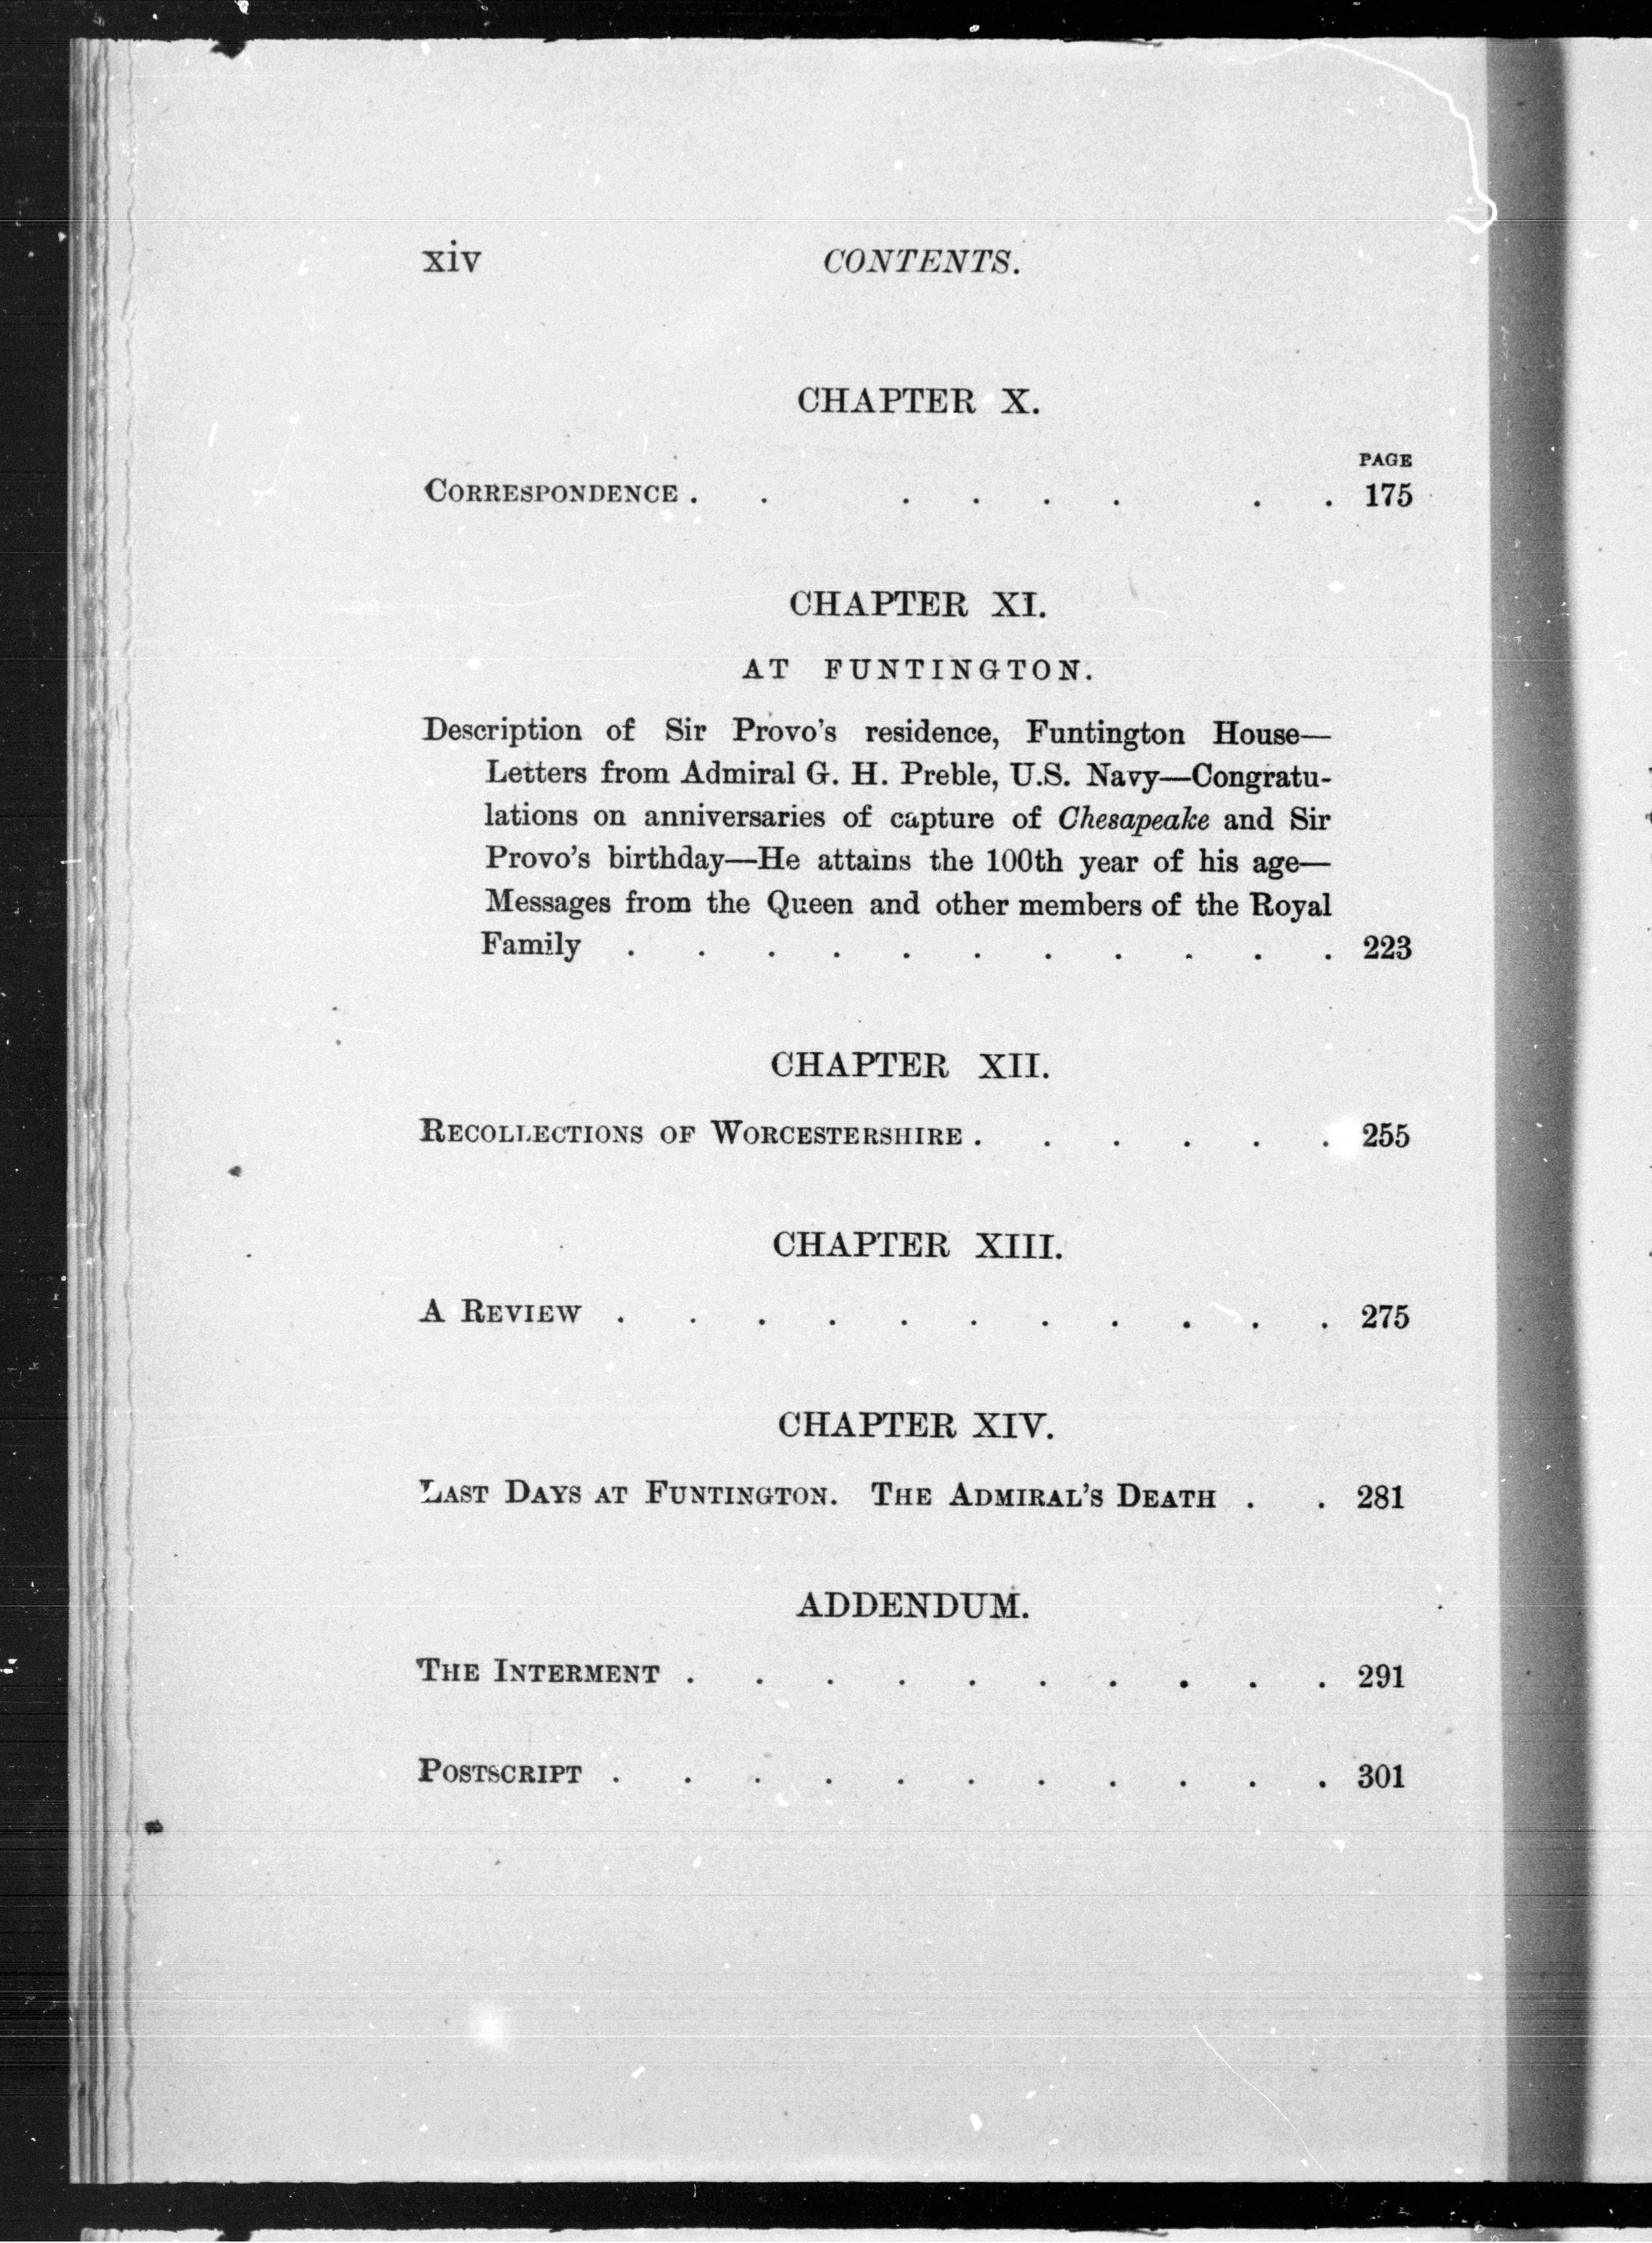 xiv CONTENTS.
CHAPTER X.
PAGE
CORRESPONDENCE . . . . . . . . 175
CHAPTER XI.
AT FUNTINGTON.
Description of Sir Provo's residence, Funtington House—
Letters from Admiral G. H. Preble, U.S. Navy—Congratu-
lations on anniversaries of capture of Chesapeake and Sir
Provo's birthday—He attains the 100th year of his age—
Messages from the Queen and other members of the Royal
Family . . . . . . . . . . . 223
CHAPTER XII.
RECOLLECTIONS OF WORCESTERSHIRE . . . . . . 255
CHAPTER XIII.
A REVIEW . . . . . . . . . . . 275
CHAPTER XIV.
LAST DAYS AT FUNTINGTON. THE ADMIRAL'S DEATH . . 281
ADDENDUM.
THE INTERMENT . . . . . . . . . . 291
POSTSCRIPT . . . . . . . . . . . 301